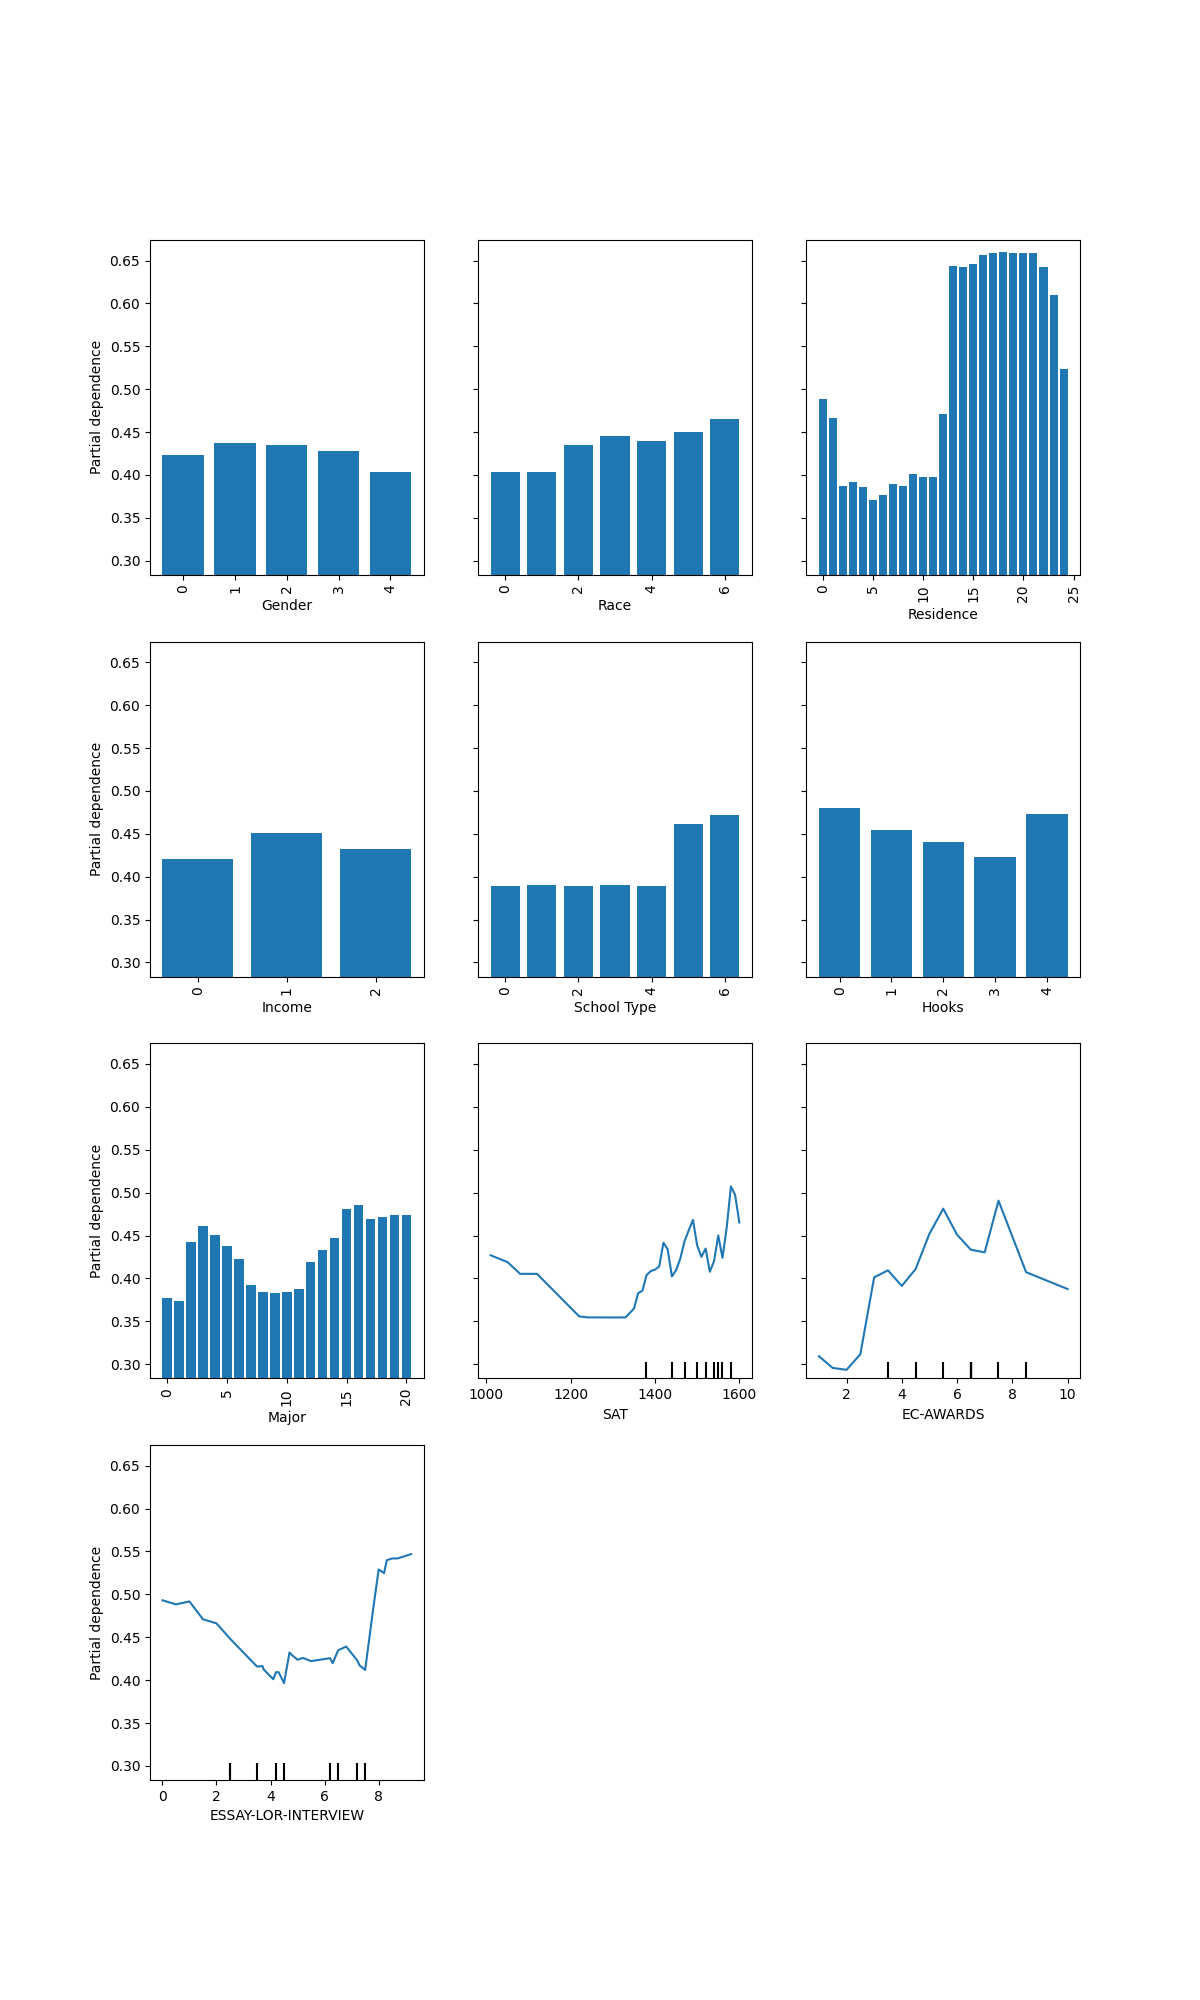 0.65
0.60
0.55
0.50
0.45
0.40
0.35
0.30
Partial dependence
0 1 2 3 4
Gender
0 2 4 6
Race
0 5 10 15 20 25
Residence
0.65
0.60
0.55
0.50
0.45
0.40
0.35
0.30
Partial dependence
0 1 2
Income
0 2 4 6
School Type
0 1 2 3 4
Hooks
0.65
0.60
0.55
0.50
0.45
0.40
0.35
0.30
Partial dependence
0 5 10 15 20
Major
1000 1200 1400 1600
SAT
2 4 6 8 10
EC-AWARDS
0.65
0.60
0.55
0.50
0.45
0.40
0.35
0.30
Partial dependence
0 2 4 6 8
ESSAY-LOR-INTERVIEW